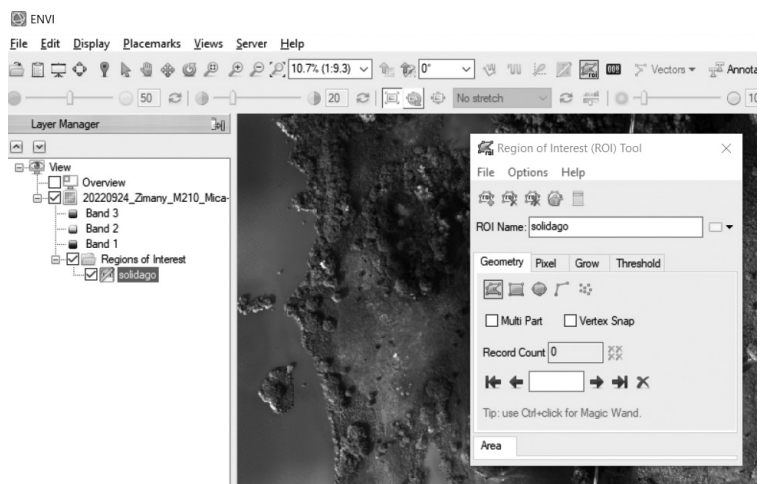 ENVI
File Edit Display Placemarks Views Server Help
10.7% (1:9.3) 0° roi Vectors Annota
50 20 No stretch 10
Layer Manager
View
Overview
20220924_Zimany_M210_Mica-
Band 3
Band 2
Band 1
Regions of Interest
solidago
Region of Interest (ROI) Tool
File Options Help
ROI Name: solidago
Geometry Pixel Grow Threshold
Multi Part Vertex Snap
Record Count 0
Tip: use Ctrl+click for Magic Wand.
Area